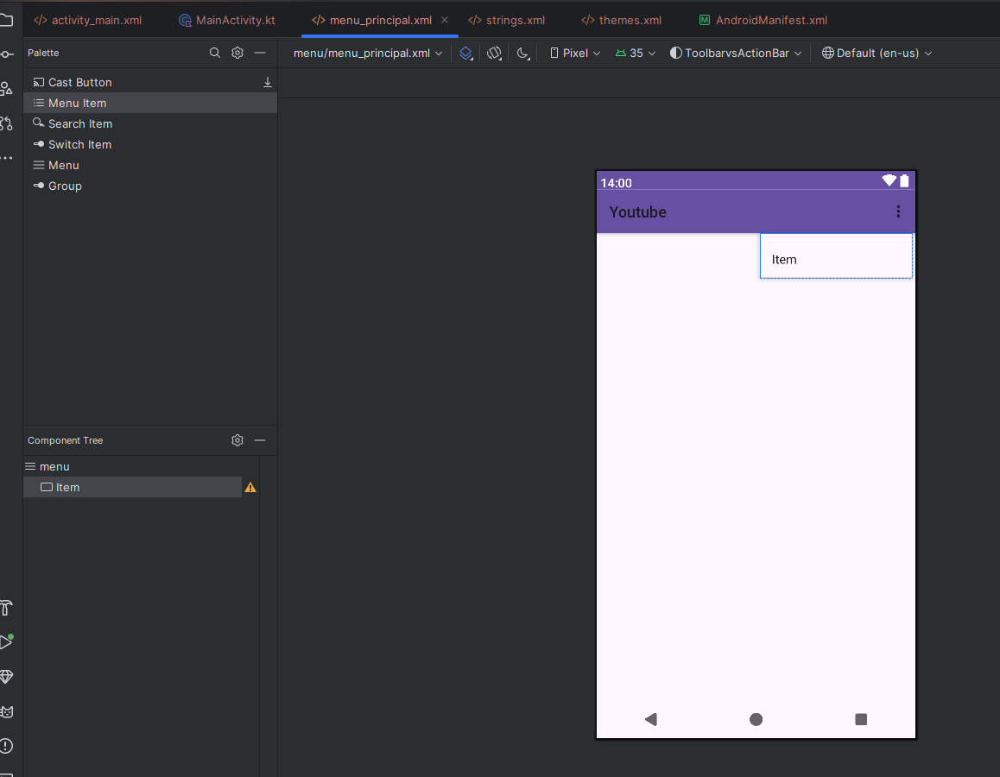 activity_main.xml MainActivity.kt menu_principal.xml strings.xml themes.xml AndroidManifest.xml
Palette
menu/menu_principal.xml Pixel 35 ToolbarvsActionBar Default (en-us)
Cast Button
Menu Item
Search Item
Switch Item
Menu
Group
14:00
Youtube
Item
Component Tree
menu
Item